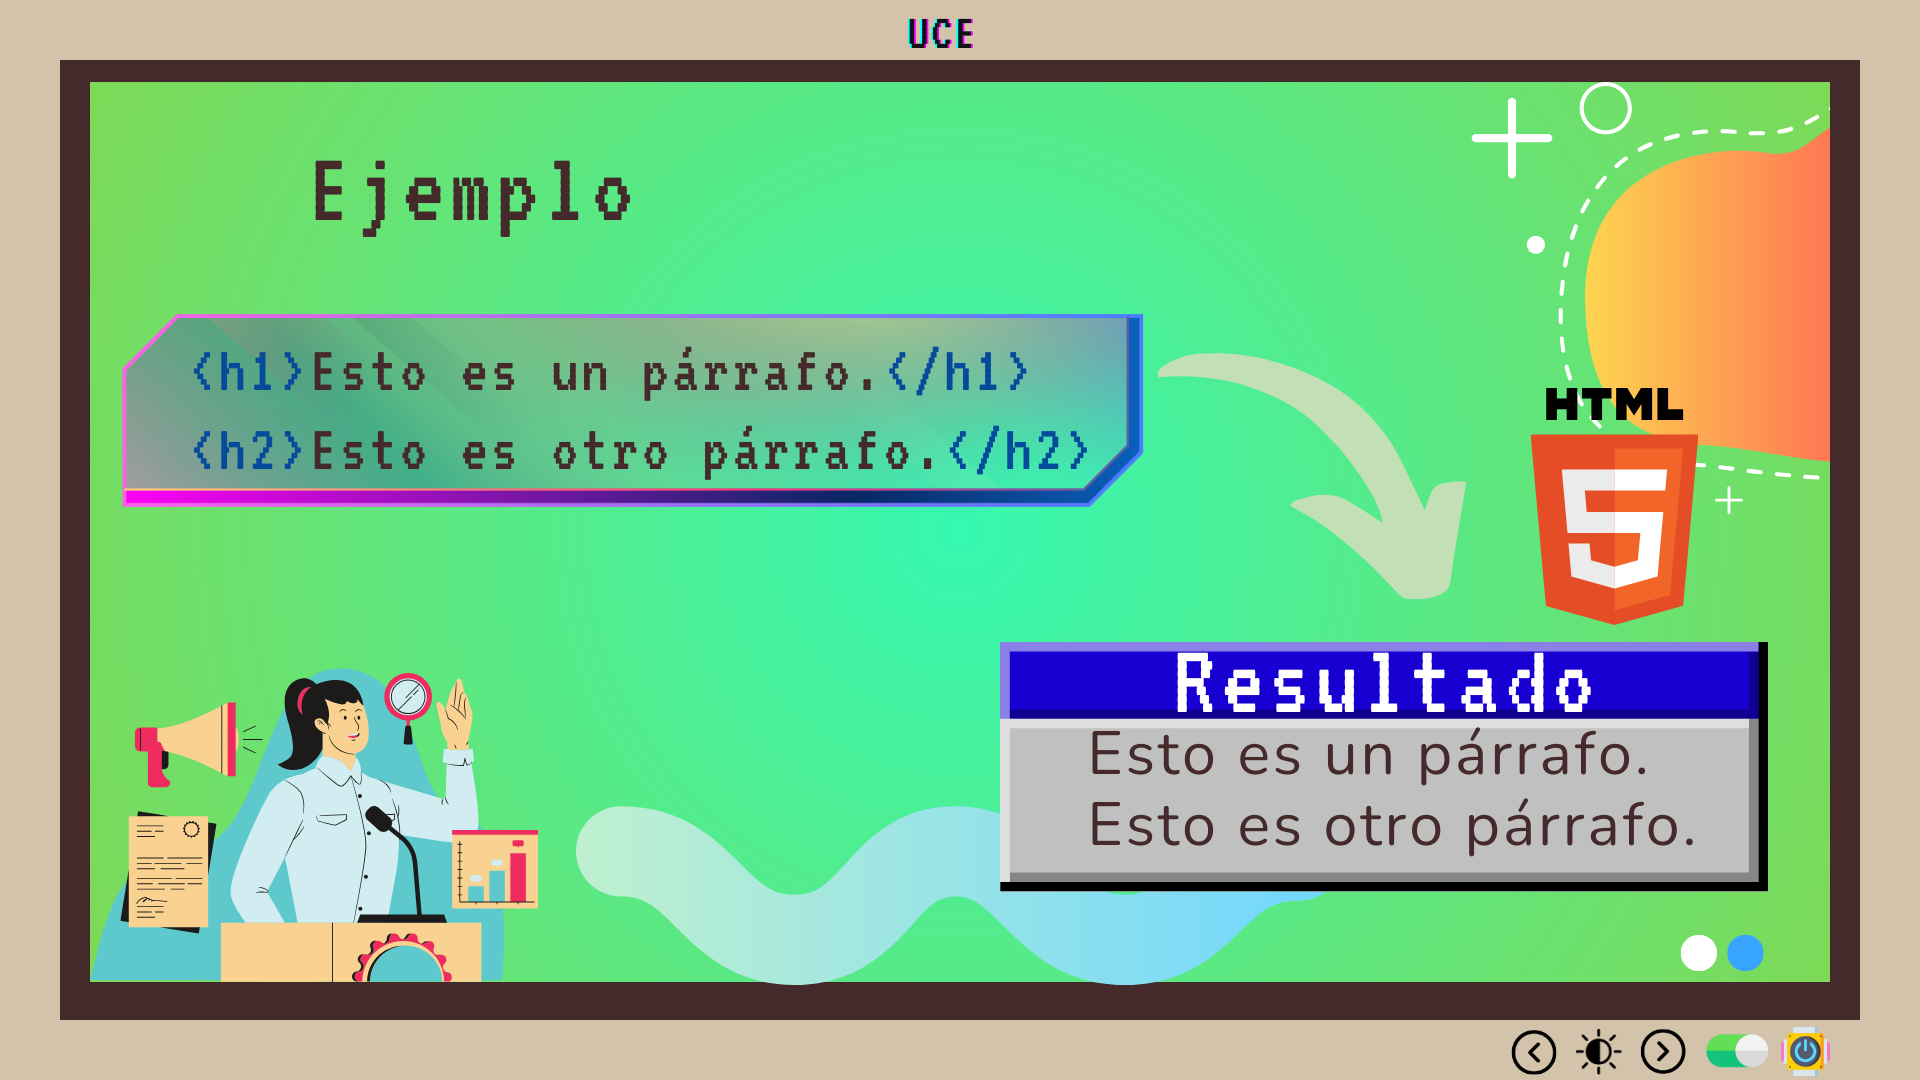 UCE
Ejemplo
<h1>Esto es un párrafo.</h1>
<h2>Esto es otro párrafo.</h2>
HTML
5
Resultado
Esto es un párrafo.
Esto es otro párrafo.